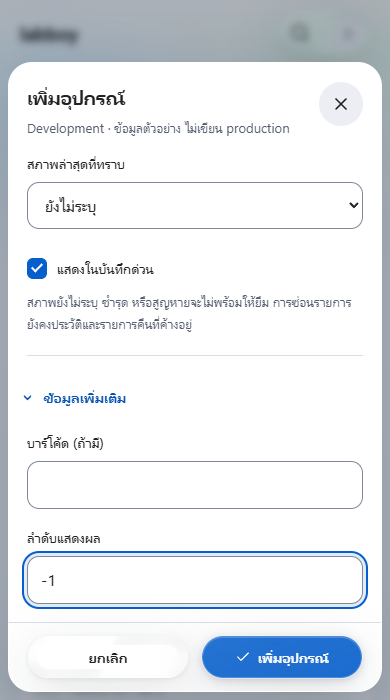 เพิ่มอุปกรณ์
Development · ข้อมูลตัวอย่าง ไม่เขียน production
สภาพล่าสุดที่ทราบ
ยังไม่ระบุ
แสดงในบันทึกด่วน
สภาพยังไม่ระบุ ชำรุด หรือสูญหายจะไม่พร้อมให้ยืม การซ่อนรายการ
ยังคงประวัติและรายการคืนที่ค้างอยู่
ข้อมูลเพิ่มเติม
บาร์โค้ด (ถ้ามี)
ลำดับแสดงผล
-1
ยกเลิก
เพิ่มอุปกรณ์